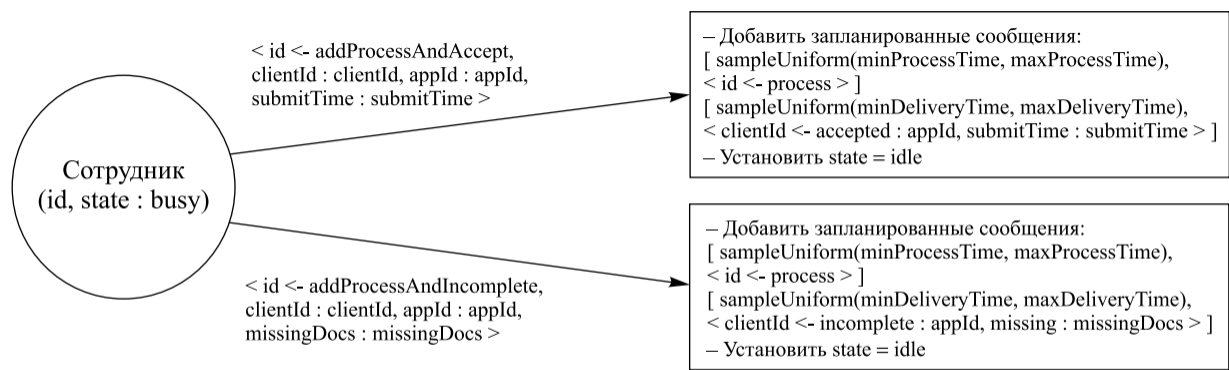 Сотрудник
(id, state : busy)
< id <- addProcessAndAccept,
clientId : clientId, appId : appId,
submitTime : submitTime >
– Добавить запланированные сообщения:
[ sampleUniform(minProcessTime, maxProcessTime),
< id <- process > ]
[ sampleUniform(minDeliveryTime, maxDeliveryTime),
< clientId <- accepted : appId, submitTime : submitTime > ]
– Установить state = idle
< id <- addProcessAndIncomplete,
clientId : clientId, appId : appId,
missingDocs : missingDocs >
– Добавить запланированные сообщения:
[ sampleUniform(minProcessTime, maxProcessTime),
< id <- process > ]
[ sampleUniform(minDeliveryTime, maxDeliveryTime),
< clientId <- incomplete : appId, missing : missingDocs > ]
– Установить state = idle